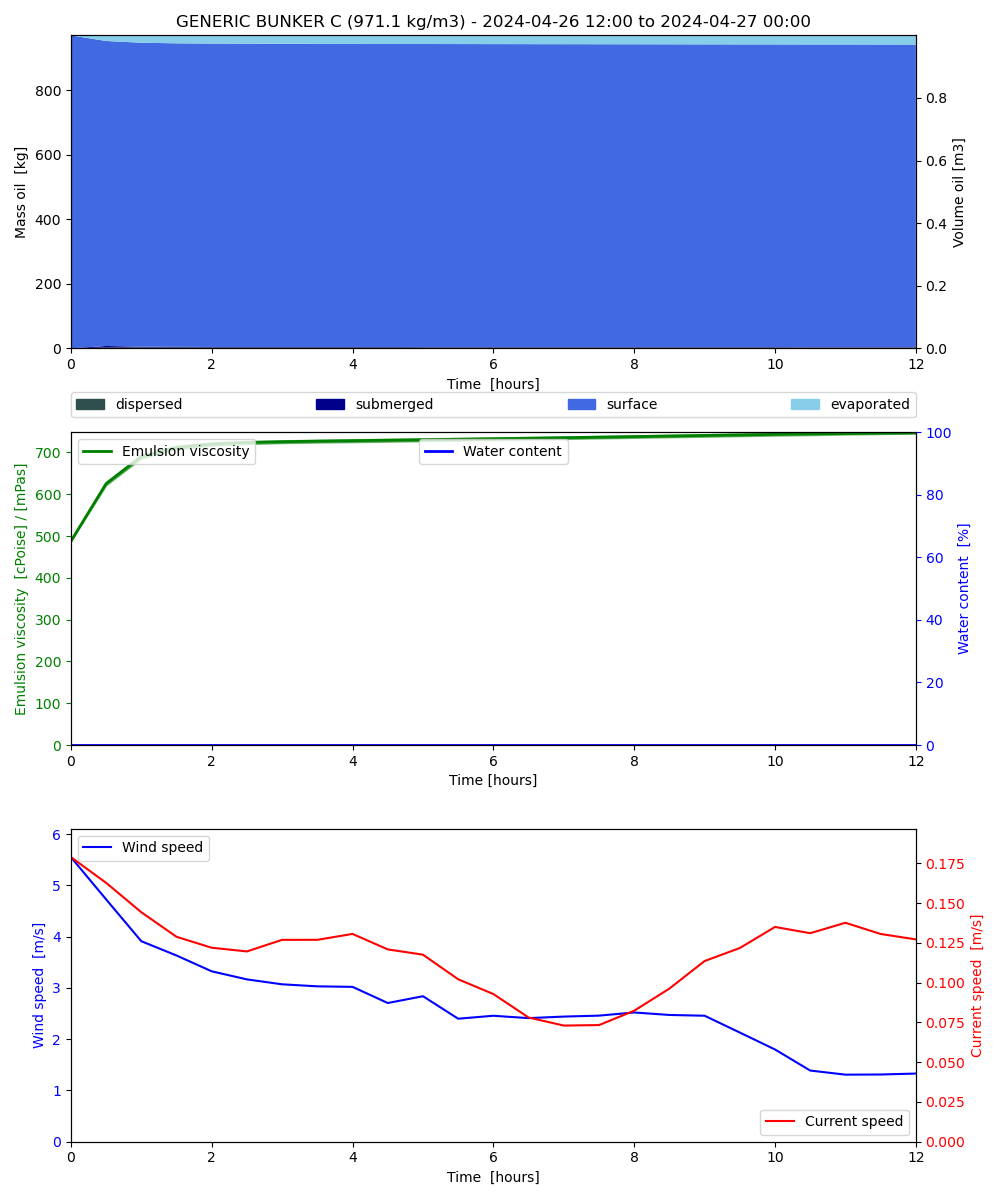 GENERIC BUNKER C (971.1 kg/m3) - 2024-04-26 12:00 to 2024-04-27 00:00
Mass oil [kg]
800
600
400
200
0
Volume oil [m3]
0.8
0.6
0.4
0.2
0.0
0 2 4 6 8 10 12
Time [hours]
dispersed submerged surface evaporated
Emulsion viscosity [cPoise] / [mPas]
700
600
500
400
300
200
100
0
Emulsion viscosity
Water content
Water content [%]
100
80
60
40
20
0
0 2 4 6 8 10 12
Time [hours]
Wind speed [m/s]
6
5
4
3
2
1
0
Wind speed
Current speed [m/s]
0.175
0.150
0.125
0.100
0.075
0.050
0.025
0.000
Current speed
0 2 4 6 8 10 12
Time [hours]